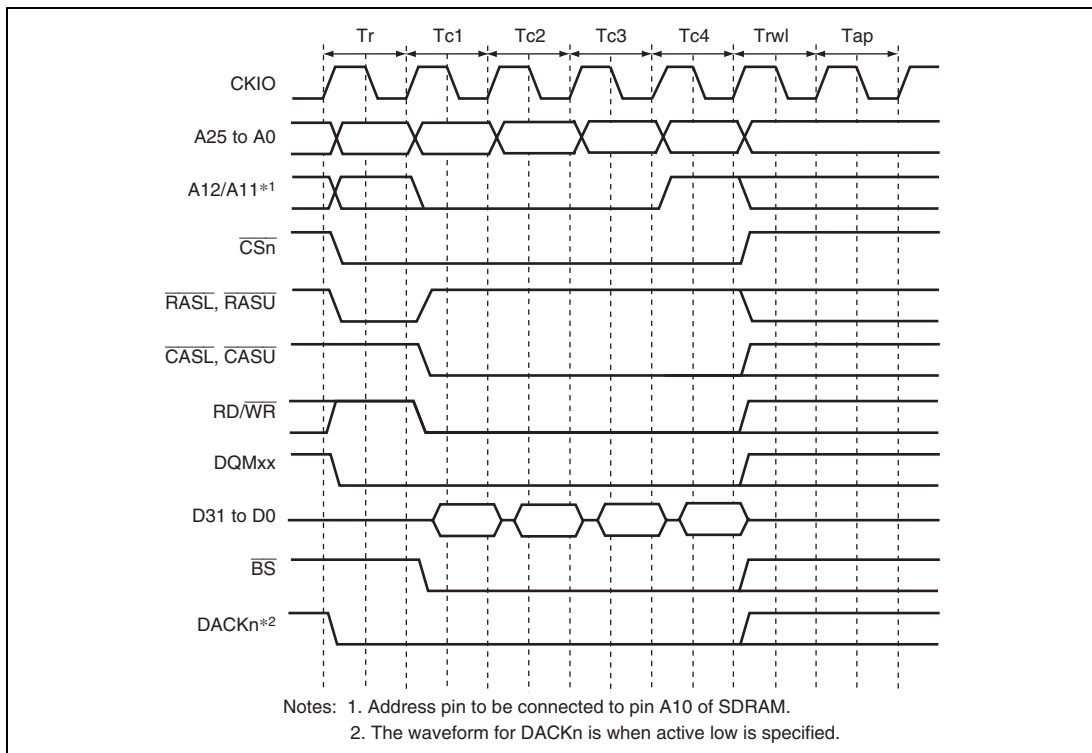 Tr Tc1 Tc2 Tc3 Tc4 Trwl Tap
CKIO
A25 to A0
A12/A11*1
CSn
RASL, RASU
CASL, CASU
RD/WR
DQMxx
D31 to D0
BS
DACKn*2
Notes: 1. Address pin to be connected to pin A10 of SDRAM.
2. The waveform for DACKn is when active low is specified.